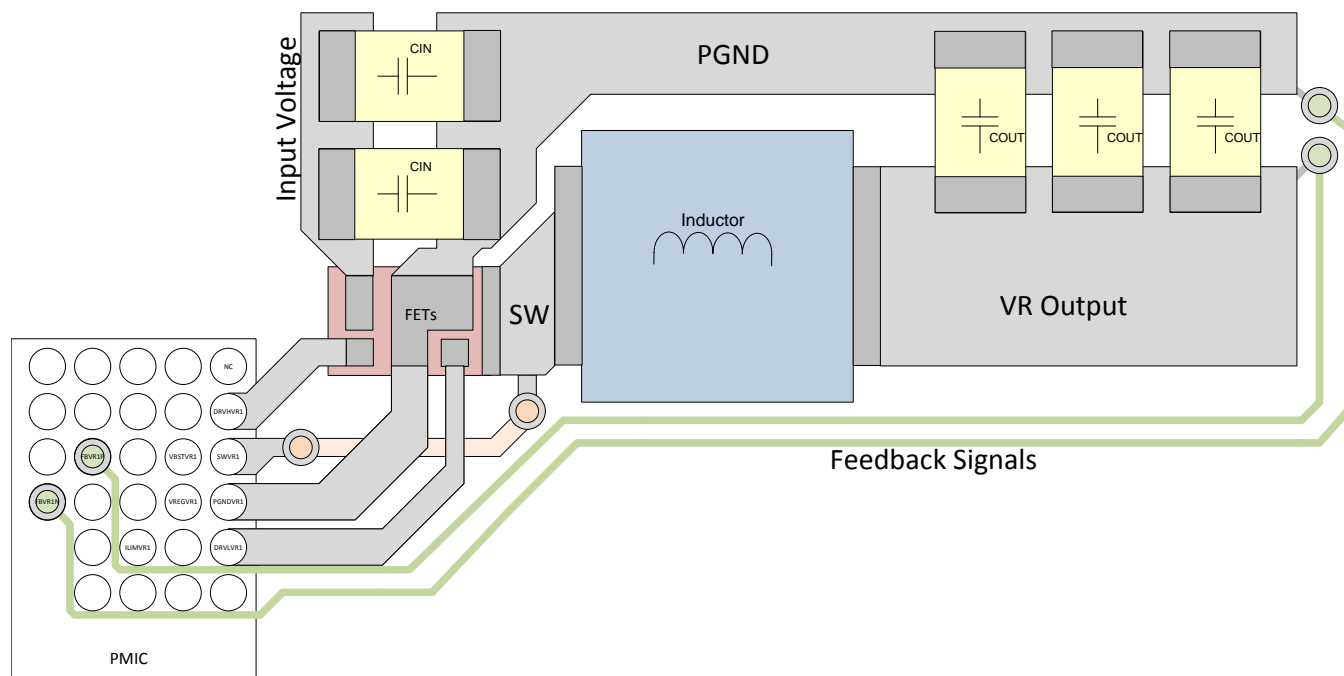 Input Voltage
CIN
CIN
PGND
COUT
COUT
COUT
Inductor
FETs
SW
VR Output
NC
DRVHVR1
FBVR1P
VBSTVR1
SWVR1
FBVR1N
VREGVR1
PGNDVR1
ILIMVR1
DRVLVR1
PMIC
Feedback Signals